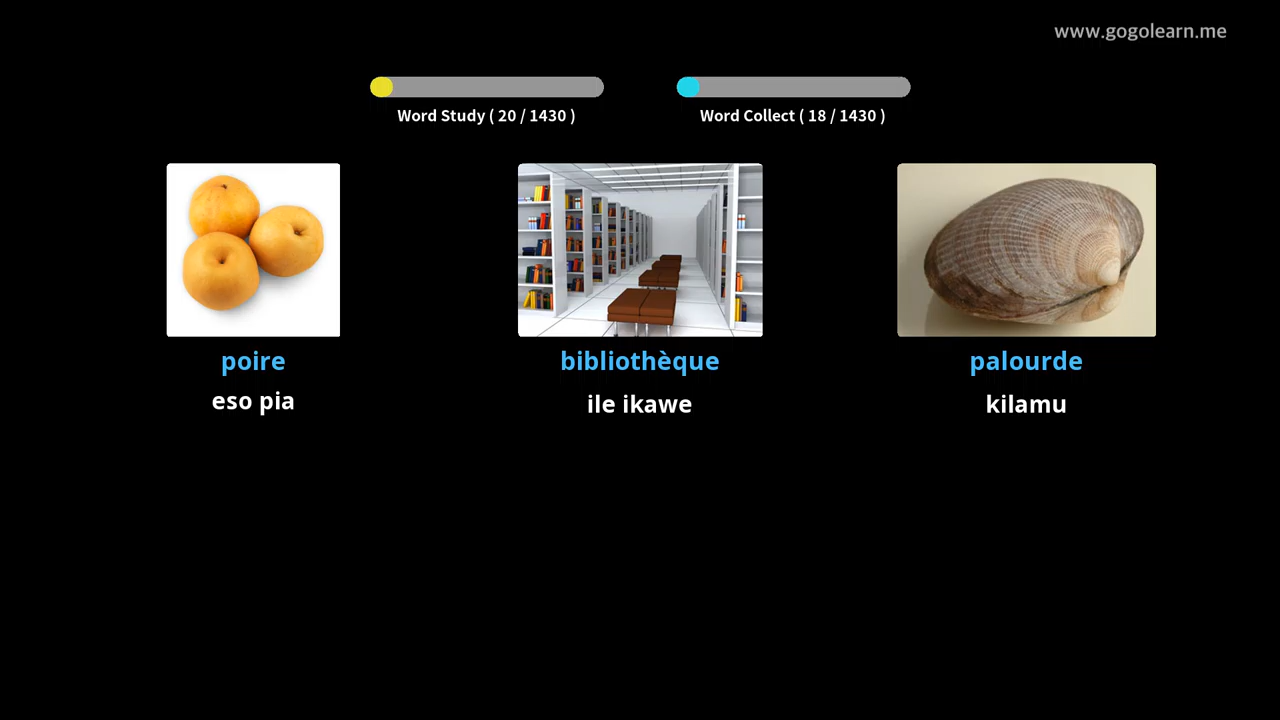 www.gogolearn.me
Word Study ( 20 / 1430 )
Word Collect ( 18 / 1430 )
poire
bibliothèque
palourde
eso pia
ile ikawe
kilamu